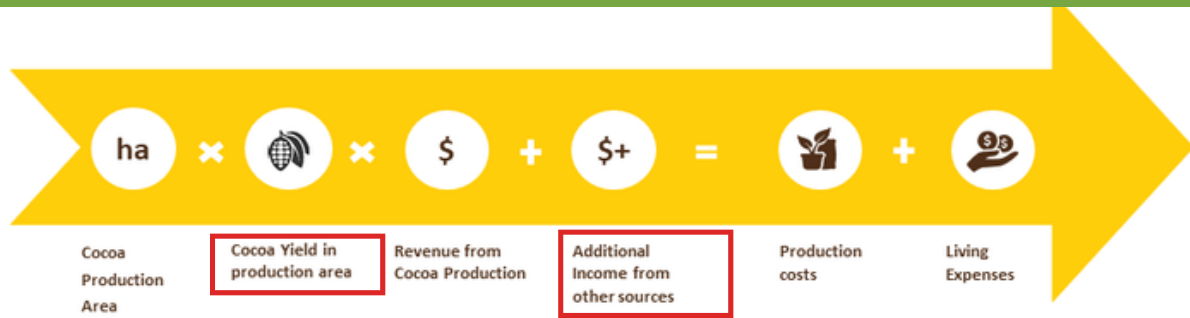 ha × × $ + $+ = +
Cocoa
Production
Area
Cocoa Yield in
production area
Revenue from
Cocoa Production
Additional
Income from
other sources
Production
costs
Living
Expenses